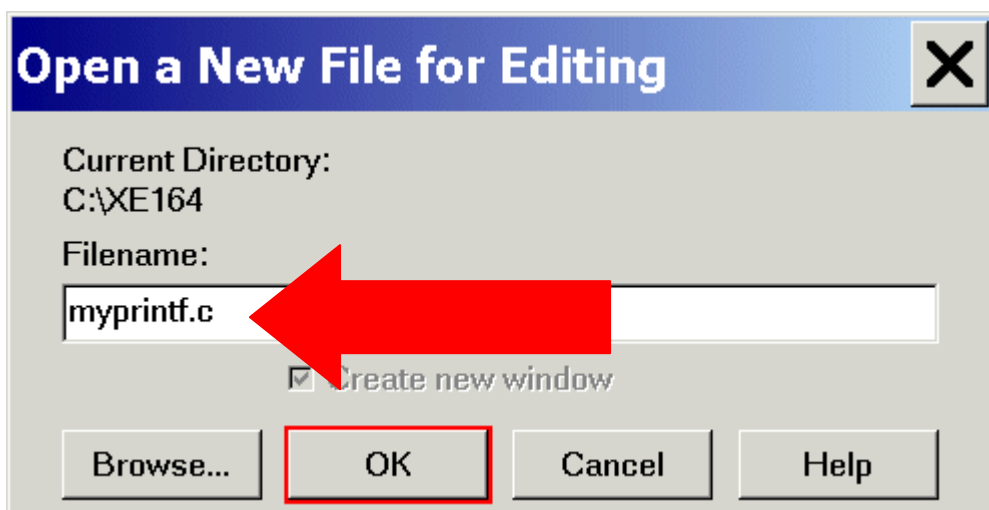 Open a New File for Editing
Current Directory:
C:\XE164
Filename:
myprintf.c
Create new window
Browse... OK Cancel Help